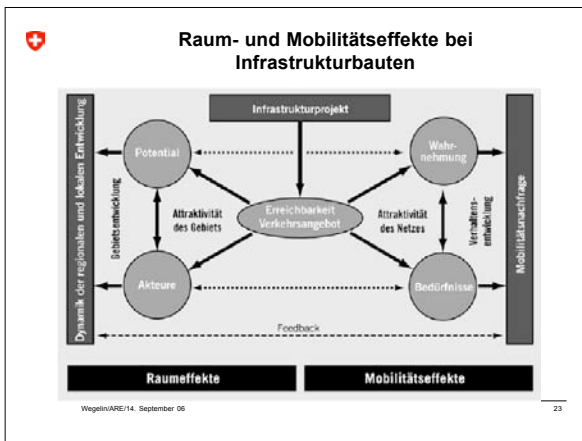 Raum- und Mobilitätseffekte bei
Infrastrukturbauten
Infrastrukturprojekt
Dynamik der regionalen und lokalen Entwicklung
Potential
Wahr-
nehmung
Gebietsentwicklung
Attraktivität
des Gebiets
Erreichbarkeit
Verkehrsangebot
Attraktivität
des Netzes
Verhaltens-
entwicklung
Mobilitätsnachfrage
Akteure
Bedürfnisse
Feedback
Raumeffekte
Mobilitätseffekte
Wegelin/ARE/14. September 06
23